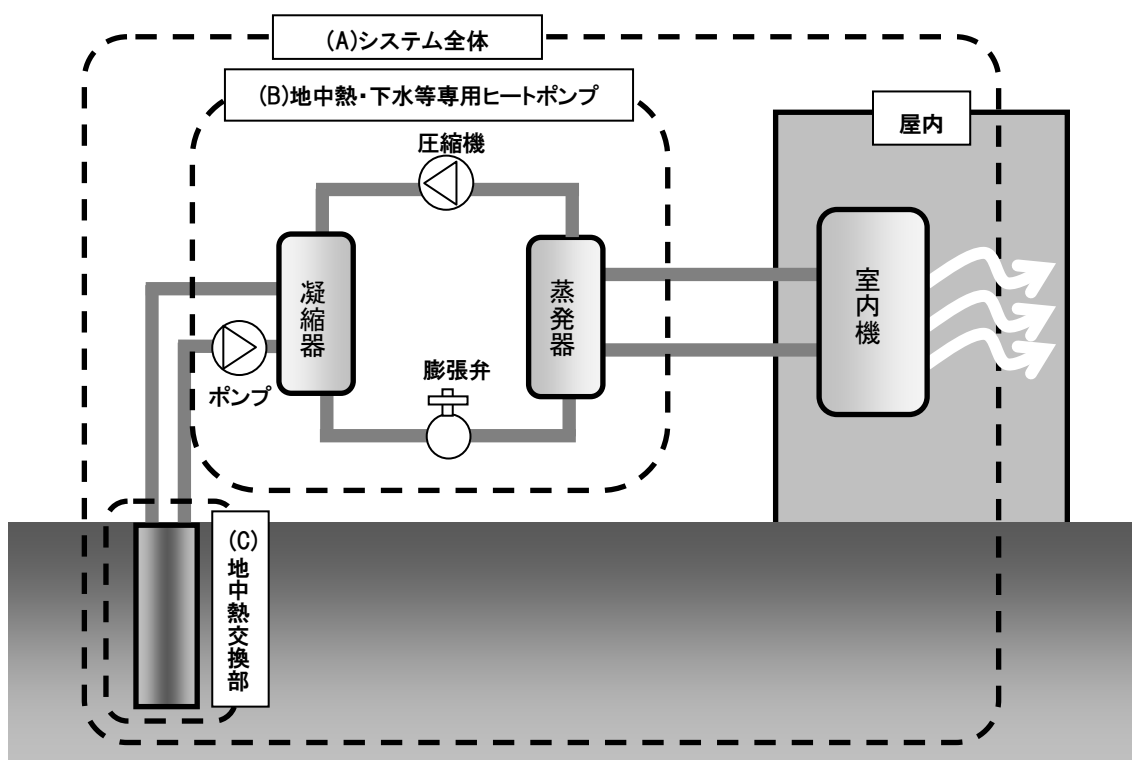 (A)システム全体
(B)地中熱・下水等専用ヒートポンプ
屋内
圧縮機
凝縮器
蒸発器
室内機
ポンプ
膨張弁
(C)地中熱交換部